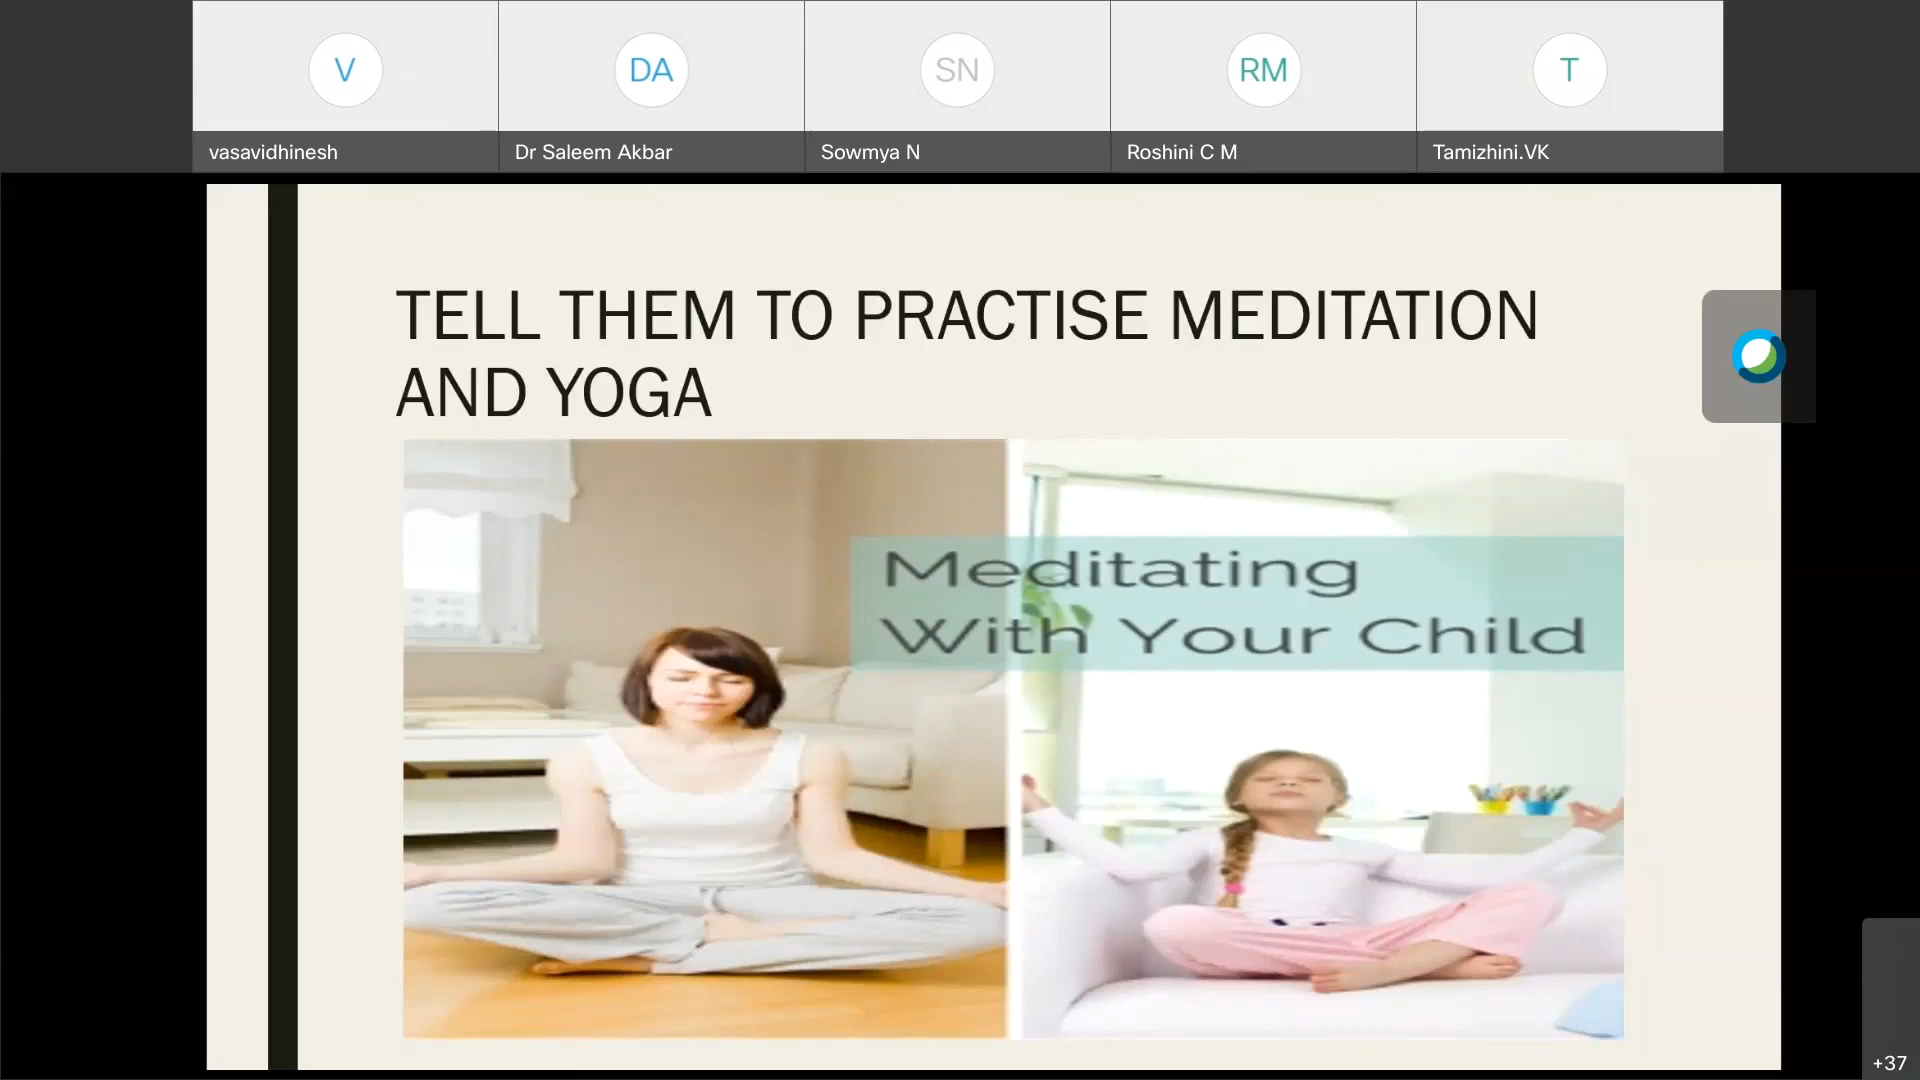 V
DA
SN
RM
T
vasavidhinesh
Dr Saleem Akbar
Sowmya N
Roshini C M
Tamizhini.VK
TELL THEM TO PRACTISE MEDITATION
AND YOGA
Meditating
With Your Child
+37